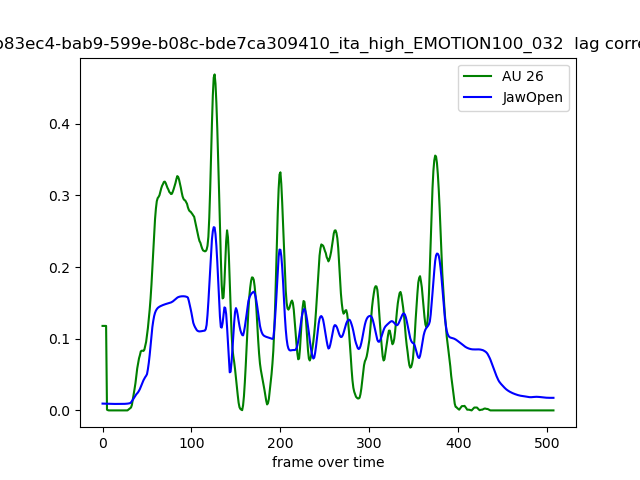 b83ec4-bab9-599e-b08c-bde7ca309410_ita_high_EMOTION100_032 lag corre
AU 26
JawOpen
0.4
0.3
0.2
0.1
0.0
0 100 200 300 400 500
frame over time